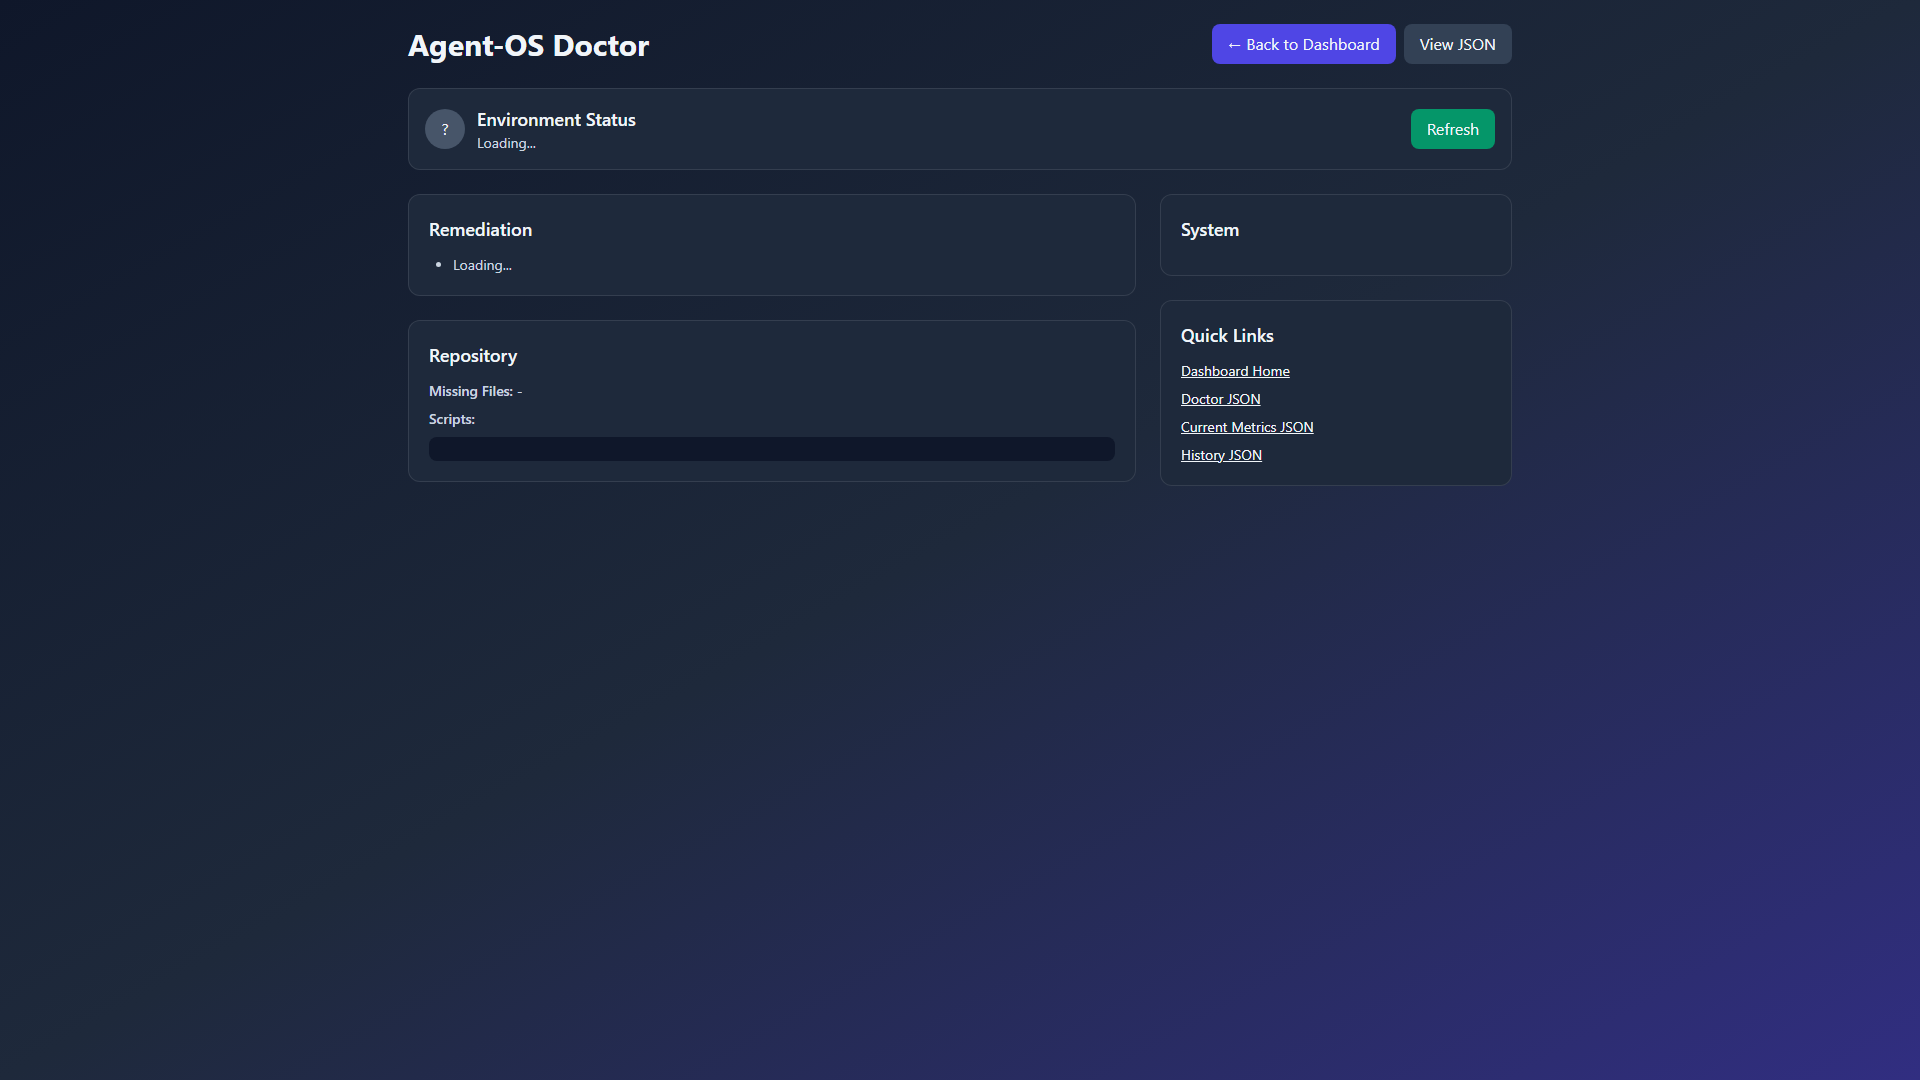 Agent-OS Doctor
← Back to Dashboard
View JSON
?
Environment Status
Loading...
Refresh
Remediation
• Loading...
Repository
Missing Files: -
Scripts:
System
Quick Links
Dashboard Home
Doctor JSON
Current Metrics JSON
History JSON